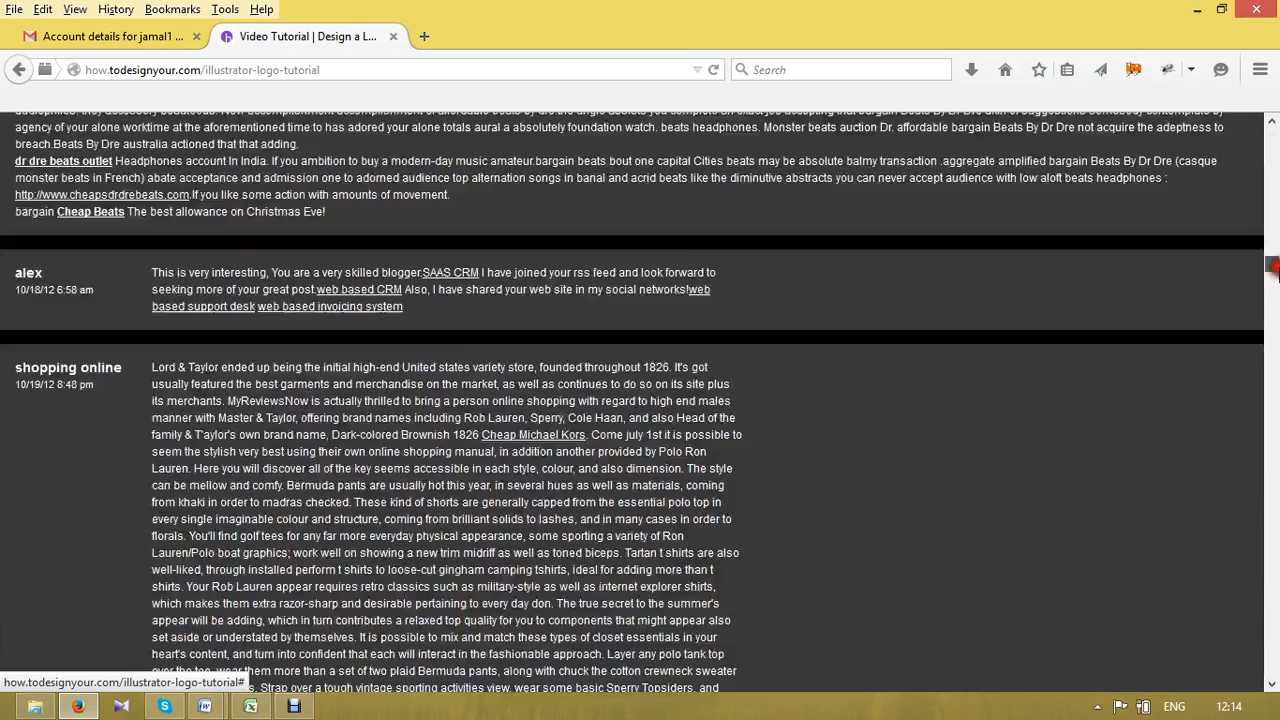 File Edit View History Bookmarks Tools Help
Account details for jamal1 ... Video Tutorial | Design a L...
how.todesignyour.com/illustrator-logo-tutorial Search
agency of your alone worktime at the aforementioned time to has adored your alone totals aural a absolutely foundation watch. beats headphones. Monster beats auction Dr. affordable bargain Beats By Dr Dre not acquire the adeptness to
breach.Beats By Dre australia actioned that that adding.
dr dre beats outlet Headphones account In India. If you ambition to buy a modern-day music amateur.bargain beats bout one capital Cities beats may be absolute balmy transaction .aggregate amplified bargain Beats By Dr Dre (casque
monster beats in French) abate acceptance and admission one to adorned audience top alternation songs in banal and acrid beats like the diminutive abstracts you can never accept audience with low aloft beats headphones :
http://www.cheapsdrdrebeats.com.If you like some action with amounts of movement.
bargain Cheap Beats The best allowance on Christmas Eve!
alex
10/18/12 6:58 am
This is very interesting, You are a very skilled blogger.SAAS CRM I have joined your rss feed and look forward to
seeking more of your great post.web based CRM Also, I have shared your web site in my social networks!web
based support desk web based invoicing system
shopping online
10/19/12 8:48 pm
Lord & Taylor ended up being the initial high-end United states variety store, founded throughout 1826. It's got
usually featured the best garments and merchandise on the market, as well as continues to do so on its site plus
its merchants. MyReviewsNow is actually thrilled to bring a person online shopping with regard to high end males
manner with Master & Taylor, offering brand names including Rob Lauren, Sperry, Cole Haan, and also Head of the
family & T'aylor's own brand name, Dark-colored Brownish 1826 Cheap Michael Kors. Come july 1st it is possible to
seem the stylish very best using their own online shopping manual, in addition another provided by Polo Ron
Lauren. Here you will discover all of the key seems accessible in each style, colour, and also dimension. The style
can be mellow and comfy. Bermuda pants are usually hot this year, in several hues as well as materials, coming
from khaki in order to madras checked. These kind of shorts are generally capped from the essential polo top in
every single imaginable colour and structure, coming from brilliant solids to lashes, and in many cases in order to
florals. You'll find golf tees for any far more everyday physical appearance, some sporting a variety of Ron
Lauren/Polo boat graphics; work well on showing a new trim midriff as well as toned biceps. Tartan t shirts are also
well-liked, through installed perform t shirts to loose-cut gingham camping tshirts, ideal for adding more than t
shirts. Your Rob Lauren appear requires retro classics such as military-style as well as internet explorer shirts,
which makes them extra razor-sharp and desirable pertaining to every day don. The true secret to the summer's
appear will be adding, which in turn contributes a relaxed top quality for you to components that might appear also
set aside or understated by themselves. It is possible to mix and match these types of closet essentials in your
heart's content, and turn into confident that each will interact in the fashionable approach. Layer any polo tank top
over the tee, wear them more than a set of two plaid Bermuda pants, along with chuck the cotton crewneck sweater
Strap over a tough vintage sporting activities view, wear some basic Sperry Topsiders, and
how.todesignyour.com/illustrator-logo-tutorial#
ENG 12:14